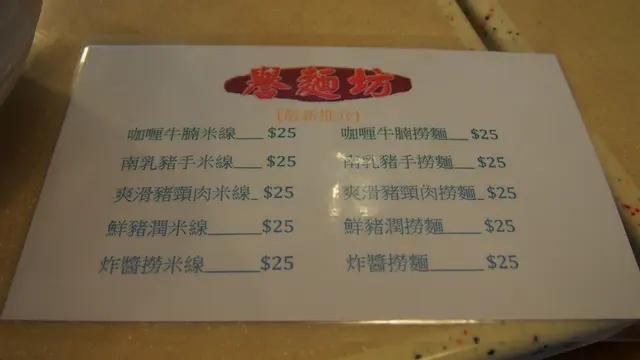 譽麵坊
(最新推介)
咖喱牛腩米線___ $25 咖喱牛腩撈麵___ $25
南乳豬手米線____ $25 南乳豬手撈麵____ $25
爽滑豬頸肉米線_ $25 爽滑豬頸肉撈麵_ $25
鮮豬潤米線______$25 鮮豬潤撈麵______$25
炸醬撈米線______$25 炸醬撈麵______$25